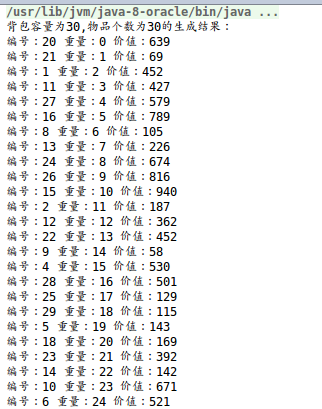 /usr/lib/jvm/java-8-oracle/bin/java ...
背包容量为30,物品个数为30的生成结果：
编号：20 重量：0 价值：639
编号：21 重量：1 价值：69
编号：1 重量：2 价值：452
编号：11 重量：3 价值：427
编号：27 重量：4 价值：579
编号：16 重量：5 价值：789
编号：8 重量：6 价值：105
编号：13 重量：7 价值：226
编号：24 重量：8 价值：674
编号：26 重量：9 价值：816
编号：15 重量：10 价值：940
编号：2 重量：11 价值：187
编号：12 重量：12 价值：362
编号：22 重量：13 价值：452
编号：9 重量：14 价值：58
编号：4 重量：15 价值：530
编号：28 重量：16 价值：501
编号：25 重量：17 价值：129
编号：29 重量：18 价值：115
编号：5 重量：19 价值：143
编号：18 重量：20 价值：169
编号：23 重量：21 价值：392
编号：14 重量：22 价值：142
编号：10 重量：23 价值：671
编号：6 重量：24 价值：521